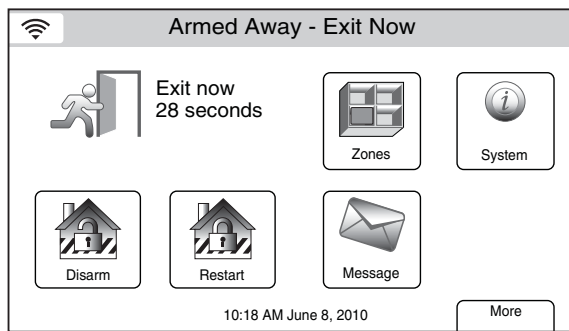 Armed Away - Exit Now
Exit now
28 seconds
Zones
System
Disarm
Restart
Message
10:18 AM June 8, 2010
More